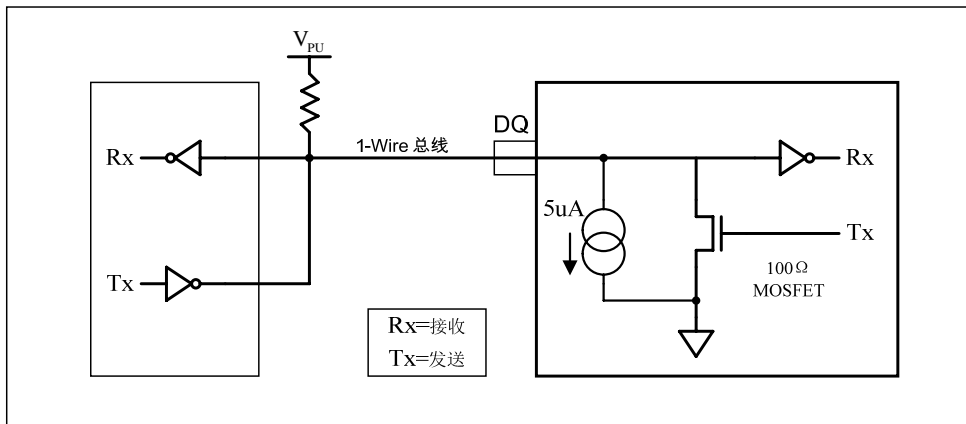 V_PU
Rx
1-Wire 总线
DQ
Rx
5uA
Tx
Tx
100Ω
MOSFET
Rx=接收
Tx=发送